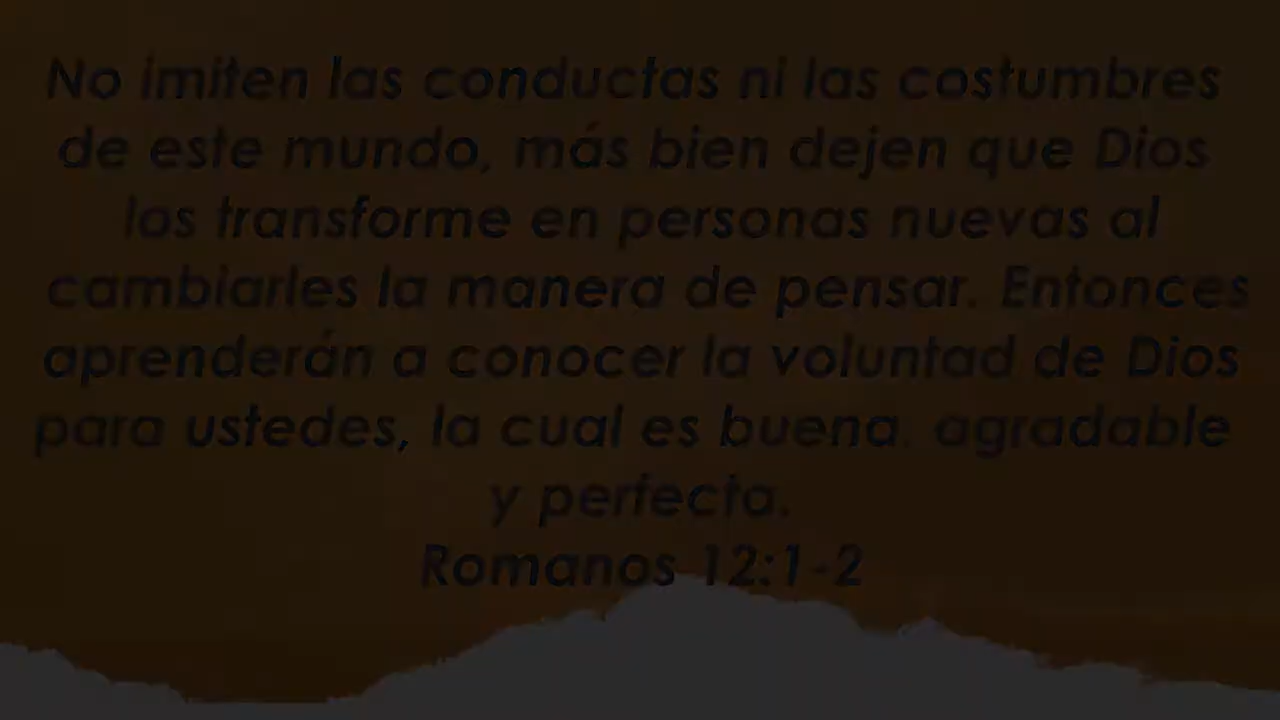 No imiten las conductas ni las costumbres
de este mundo, más bien dejen que Dios
los transforme en personas nuevas al
cambiarles la manera de pensar. Entonces
aprenderán a conocer la voluntad de Dios
para ustedes, la cual es buena, agradable
y perfecta.
Romanos 12:1-2